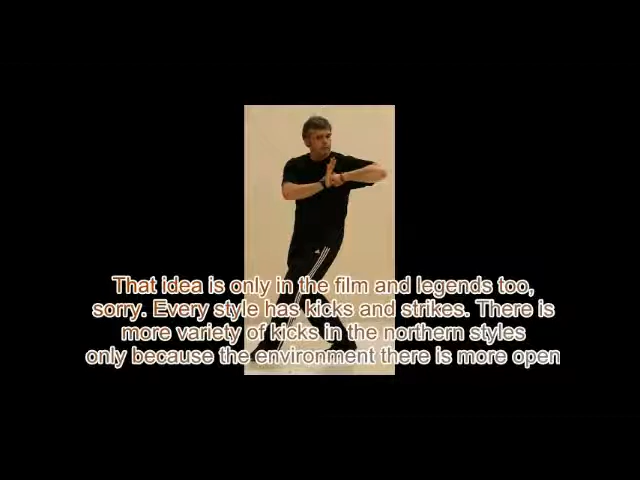 That idea is only in the film and legends too,
sorry. Every style has kicks and strikes. There is
more variety of kicks in the northern styles
only because the environment there is more open